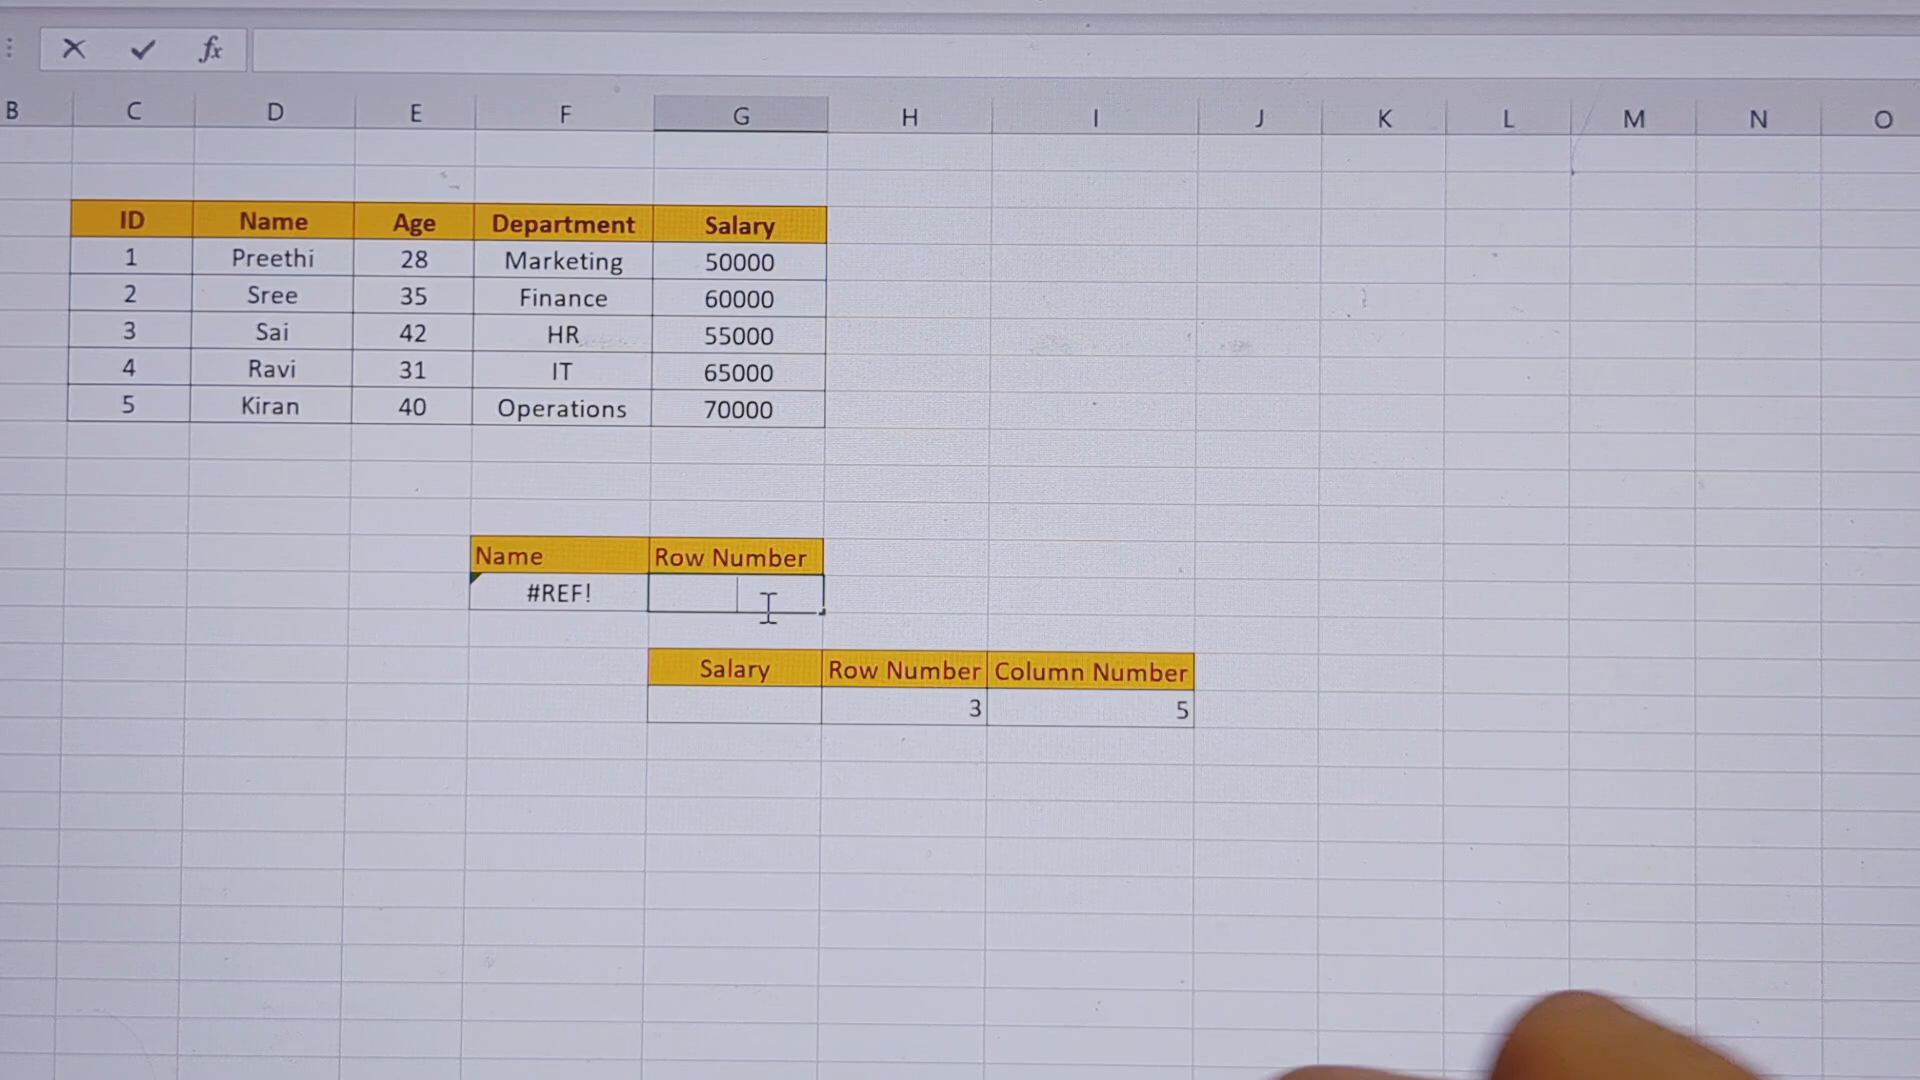 fx
B C D E F G H I J K L M N O
ID Name Age Department Salary
1 Preethi 28 Marketing 50000
2 Sree 35 Finance 60000
3 Sai 42 HR 55000
4 Ravi 31 IT 65000
5 Kiran 40 Operations 70000
Name Row Number
#REF!
Salary Row Number Column Number
3 5